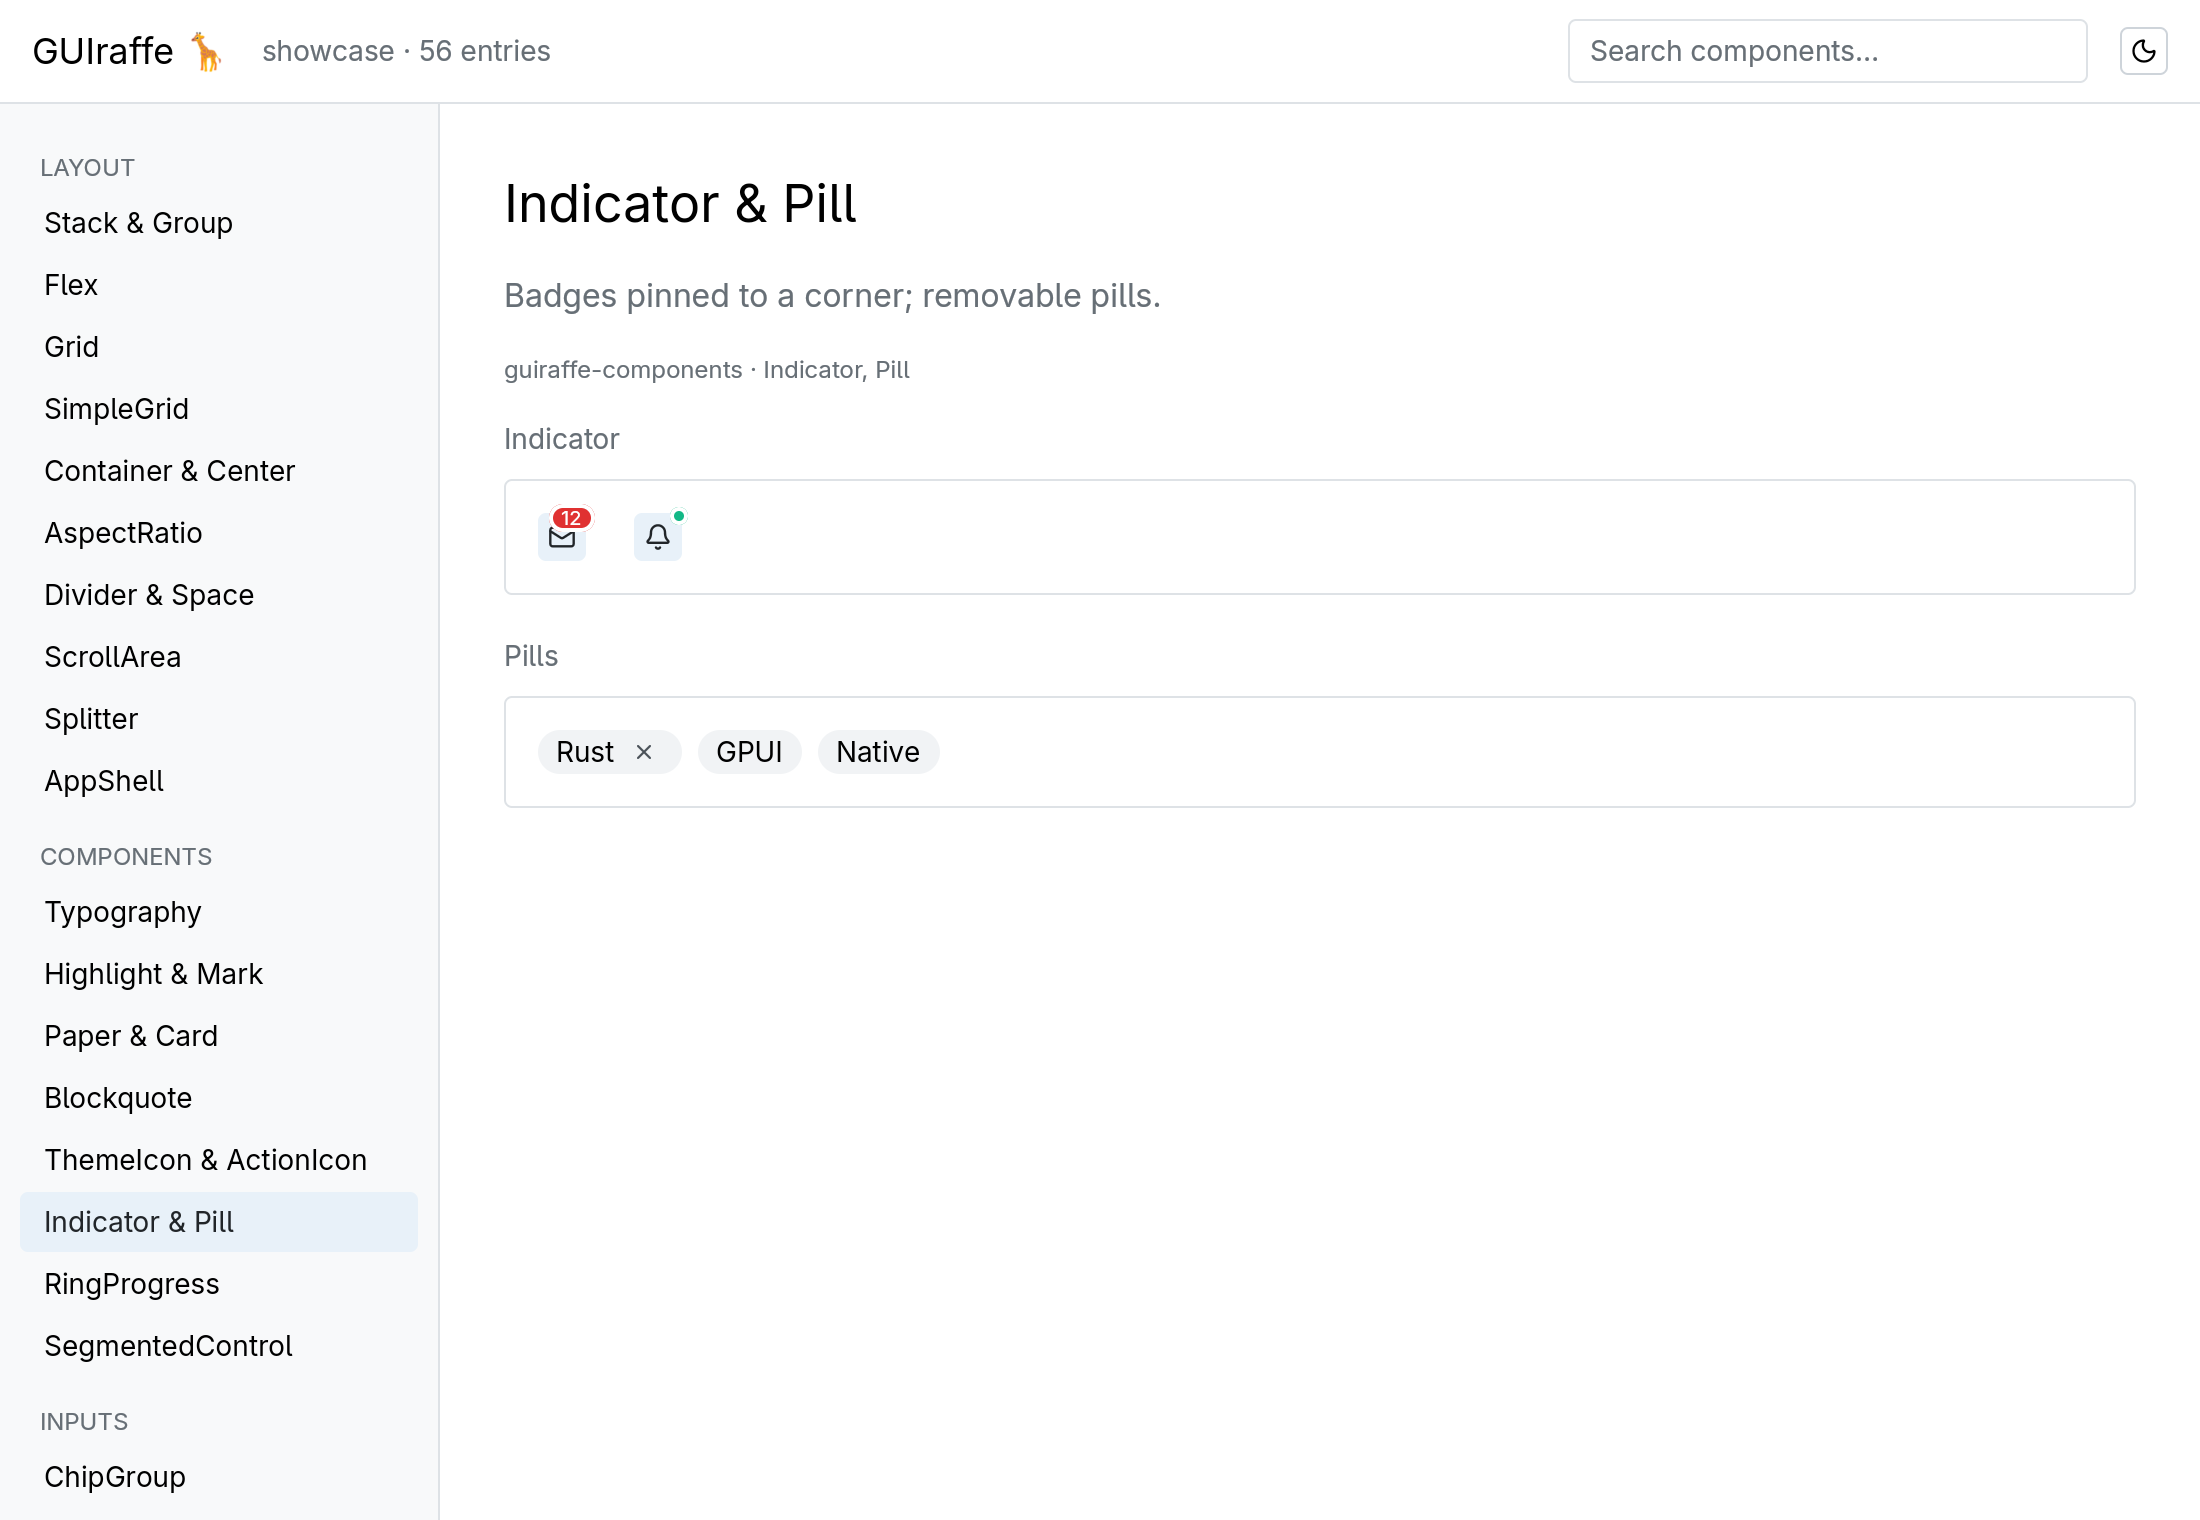 GUIraffe 🦒 showcase · 56 entries Search components...
LAYOUT
Stack & Group
Flex
Grid
SimpleGrid
Container & Center
AspectRatio
Divider & Space
ScrollArea
Splitter
AppShell
COMPONENTS
Typography
Highlight & Mark
Paper & Card
Blockquote
ThemeIcon & ActionIcon
Indicator & Pill
RingProgress
SegmentedControl
INPUTS
ChipGroup
Indicator & Pill
Badges pinned to a corner; removable pills.
guiraffe-components · Indicator, Pill
Indicator
12
Pills
Rust × GPUI Native